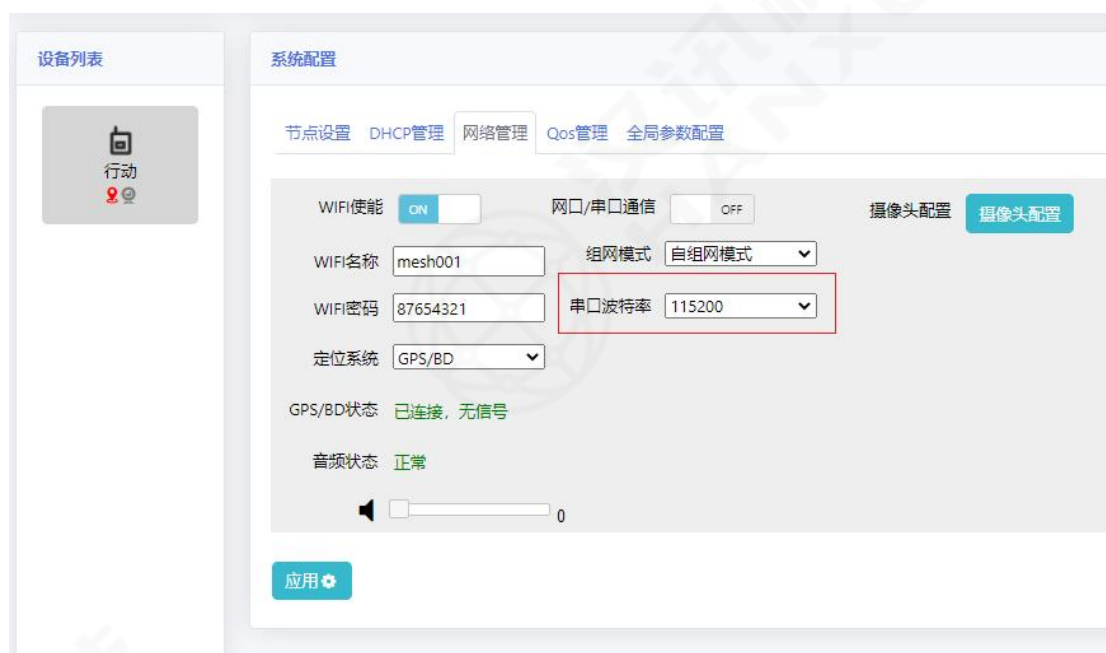 设备列表
系统配置
行动
节点设置 DHCP管理 网络管理 Qos管理 全局参数配置
WIFI使能 ON 网口/串口通信 OFF 摄像头配置 摄像头配置
WIFI名称 mesh001 组网模式 自组网模式
WIFI密码 87654321 串口波特率 115200
定位系统 GPS/BD
GPS/BD状态 已连接, 无信号
音频状态 正常
0
应用